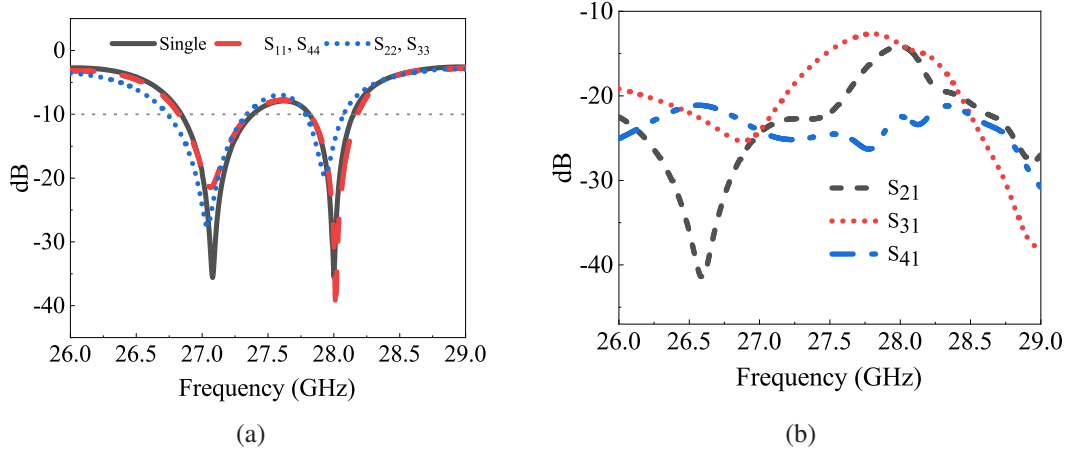 Single S11, S44 S22, S33
0
-10
-20
-30
-40
dB
26.0 26.5 27.0 27.5 28.0 28.5 29.0
Frequency (GHz)
(a)
-10
-20
-30
-40
dB
S21
S31
S41
26.0 26.5 27.0 27.5 28.0 28.5 29.0
Frequency (GHz)
(b)